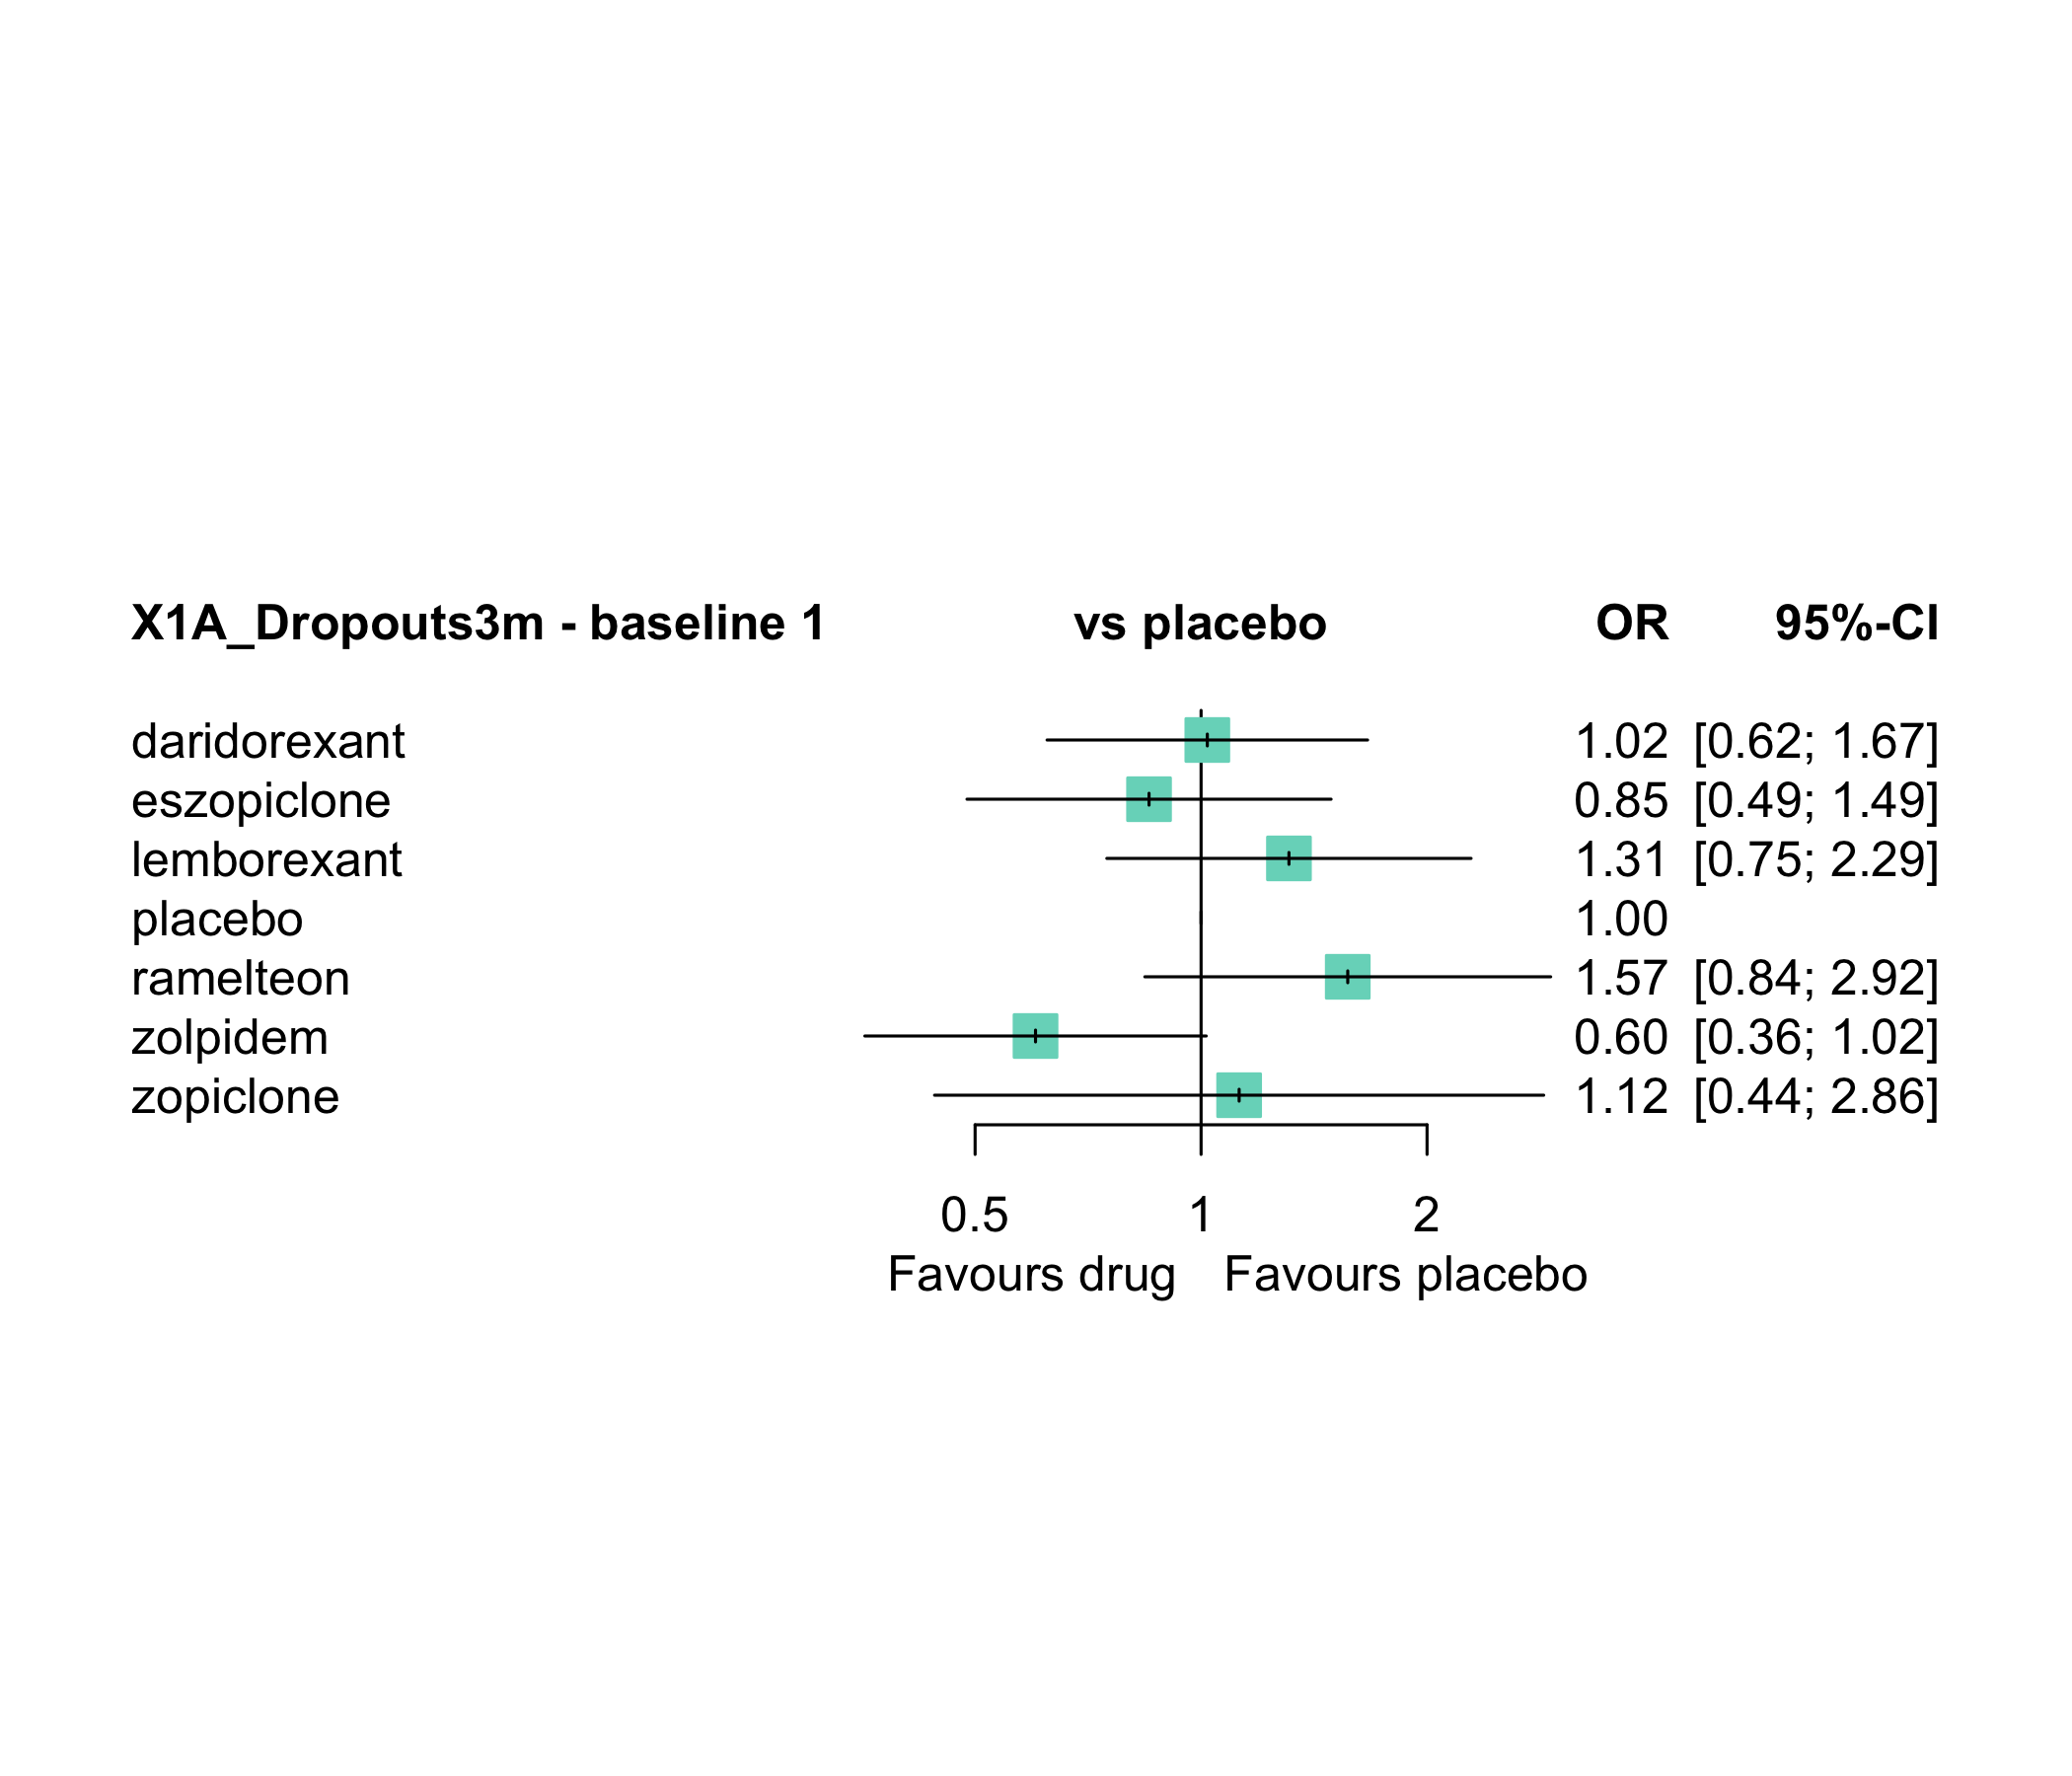 X1A_Dropouts3m - baseline 1 vs placebo OR 95%-CI
daridorexant 1.02 [0.62; 1.67]
eszopiclone 0.85 [0.49; 1.49]
lemborexant 1.31 [0.75; 2.29]
placebo 1.00
ramelteon 1.57 [0.84; 2.92]
zolpidem 0.60 [0.36; 1.02]
zopiclone 1.12 [0.44; 2.86]
0.5 1 2
Favours drug Favours placebo